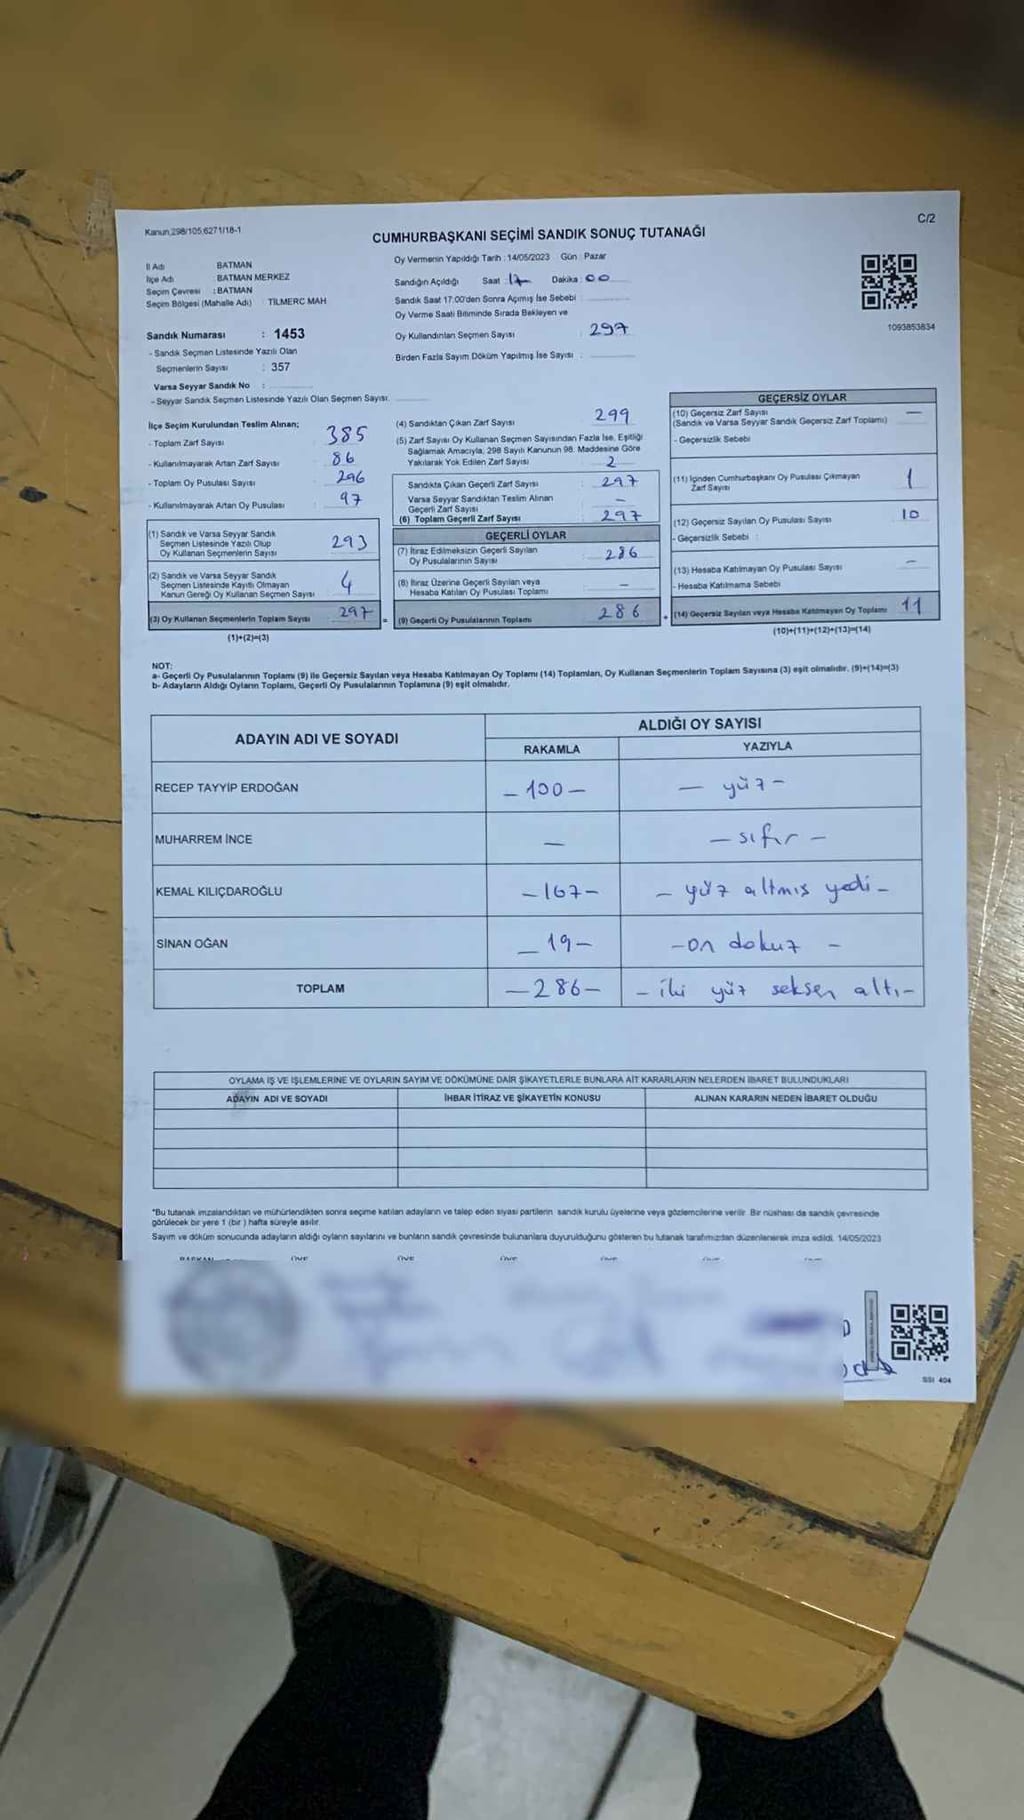 Kanun,298/105,6271/18-1
C/2
CUMHURBAŞKANI SEÇİMİ SANDIK SONUÇ TUTANAĞI
İl Adı BATMAN
İlçe Adı : BATMAN MERKEZ
Seçim Çevresi : BATMAN
Seçim Bölgesi (Mahalle Adı) TİLMERC MAH
Oy Vermenin Yapıldığı Tarih : 14/05/2023 Gün : Pazar
Sandığın Açıldığı Saat : 17 Dakika : 00
Sandık Saat 17.00'den Sonra Açılmış İse Sebebi :
Oy Verme Saati Bitiminde Sırada Bekleyen ve
Oy Kullandırılan Seçmen Sayısı : 297
Birden Fazla Sayım Döküm Yapılmış İse Sayısı :
1093853834
Sandık Numarası : 1453
- Sandık Seçmen Listesinde Yazılı Olan
Seçmenlerin Sayısı : 357
Varsa Seyyar Sandık No :
- Seyyar Sandık Seçmen Listesinde Yazılı Olan Seçmen Sayısı:
İlçe Seçim Kurulundan Teslim Alınan;
- Toplam Zarf Sayısı : 385
- Kullanılmayarak Artan Zarf Sayısı : 86
- Toplam Oy Pusulası Sayısı : 296
- Kullanılmayarak Artan Oy Pusulası : 97
(1) Sandık ve Varsa Seyyar Sandık
Seçmen Listesinde Yazılı Olup
Oy Kullanan Seçmenlerin Sayısı : 293
(2) Sandık ve Varsa Seyyar Sandık
Seçmen Listesinde Kayıtlı Olmayan
Kanun Gereği Oy Kullanan Seçmen Sayısı : 4
(3) Oy Kullanan Seçmenlerin Toplam Sayısı : 297 =
(1)+(2)=(3)
(4) Sandıktan Çıkan Zarf Sayısı : 299
(5) Zarf Sayısı Oy Kullanan Seçmen Sayısından Fazla İse, Eşitliği
Sağlamak Amacıyla, 298 Sayılı Kanunun 98. Maddesine Göre
Yakılarak Yok Edilen Zarf Sayısı : 2
Sandıkta Çıkan Geçerli Zarf Sayısı : 297
Varsa Seyyar Sandıktan Teslim Alınan
Geçerli Zarf Sayısı : –
(6) Toplam Geçerli Zarf Sayısı : 297
GEÇERLİ OYLAR
(7) İtiraz Edilmeksizin Geçerli Sayılan
Oy Pusulalarının Sayısı : 286
(8) İtiraz Üzerine Geçerli Sayılan veya
Hesaba Katılan Oy Pusulası Toplamı : –
(9) Geçerli Oy Pusulalarının Toplamı : 286 +
GEÇERSİZ OYLAR
(10) Geçersiz Zarf Sayısı : —
(Sandık ve Varsa Seyyar Sandık Geçersiz Zarf Toplamı)
- Geçersizlik Sebebi :
(11) İçinden Cumhurbaşkanı Oy Pusulası Çıkmayan
Zarf Sayısı : 1
(12) Geçersiz Sayılan Oy Pusulası Sayısı : 10
- Geçersizlik Sebebi :
(13) Hesaba Katılmayan Oy Pusulası Sayısı : –
- Hesaba Katılmama Sebebi :
(14) Geçersiz Sayılan veya Hesaba Katılmayan Oy Toplamı : 11
(10)+(11)+(12)+(13)=(14)
NOT:
a- Geçerli Oy Pusulalarının Toplamı (9) ile Geçersiz Sayılan veya Hesaba Katılmayan Oy Toplamı (14) Toplamları, Oy Kullanan Seçmenlerin Toplam Sayısına (3) eşit olmalıdır. (9)+(14)=(3)
b- Adayların Aldığı Oyların Toplamı, Geçerli Oy Pusulalarının Toplamına (9) eşit olmalıdır.
ADAYIN ADI VE SOYADI
ALDIĞI OY SAYISI
RAKAMLA YAZIYLA
RECEP TAYYİP ERDOĞAN – 100 – — yüz –
MUHARREM İNCE — – sıfır –
KEMAL KILIÇDAROĞLU – 167 – – yüz altmış yedi –
SİNAN OĞAN – 19 – – on dokuz –
TOPLAM – 286 – – iki yüz seksen altı –
OYLAMA İŞ VE İŞLEMLERİNE VE OYLARIN SAYIM VE DÖKÜMÜNE DAİR ŞİKAYETLERLE BUNLARA AİT KARARLARIN NELERDEN İBARET BULUNDUKLARI
ADAYIN ADI VE SOYADI İHBAR İTİRAZ VE ŞİKAYETİN KONUSU ALINAN KARARIN NEDEN İBARET OLDUĞU
*Bu tutanak imzalandıktan ve mühürlendikten sonra seçime katılan adayların ve talep eden siyasi partilerin sandık kurulu üyelerine veya gözlemcilerine verilir. Bir nüshası da sandık çevresinde
görülecek bir yere 1 (bir ) hafta süreyle asılır.
Sayım ve döküm sonucunda adayların aldığı oyların sayılarını ve bunların sandık çevresinde bulunanlara duyurulduğunu gösteren bu tutanak tarafımızdan düzenlenerek imza edildi. 14/05/2023
BAŞKAN ÜYE ÜYE ÜYE ÜYE ÜYE
SSI 404